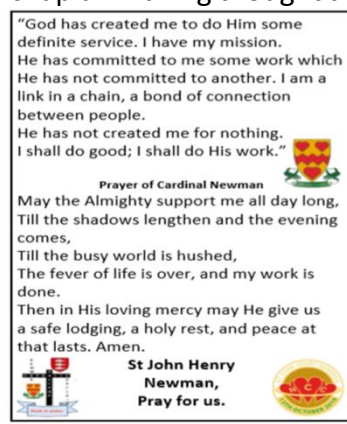 “God has created me to do Him some
definite service. I have my mission.
He has committed to me some work which
He has not committed to another. I am a
link in a chain, a bond of connection
between people.
He has not created me for nothing.
I shall do good; I shall do His work.”
Prayer of Cardinal Newman
May the Almighty support me all day long,
Till the shadows lengthen and the evening
comes,
Till the busy world is hushed,
The fever of life is over, and my work is
done.
Then in His loving mercy may He give us
a safe lodging, a holy rest, and peace at
that lasts. Amen.
St John Henry
Newman,
Pray for us.